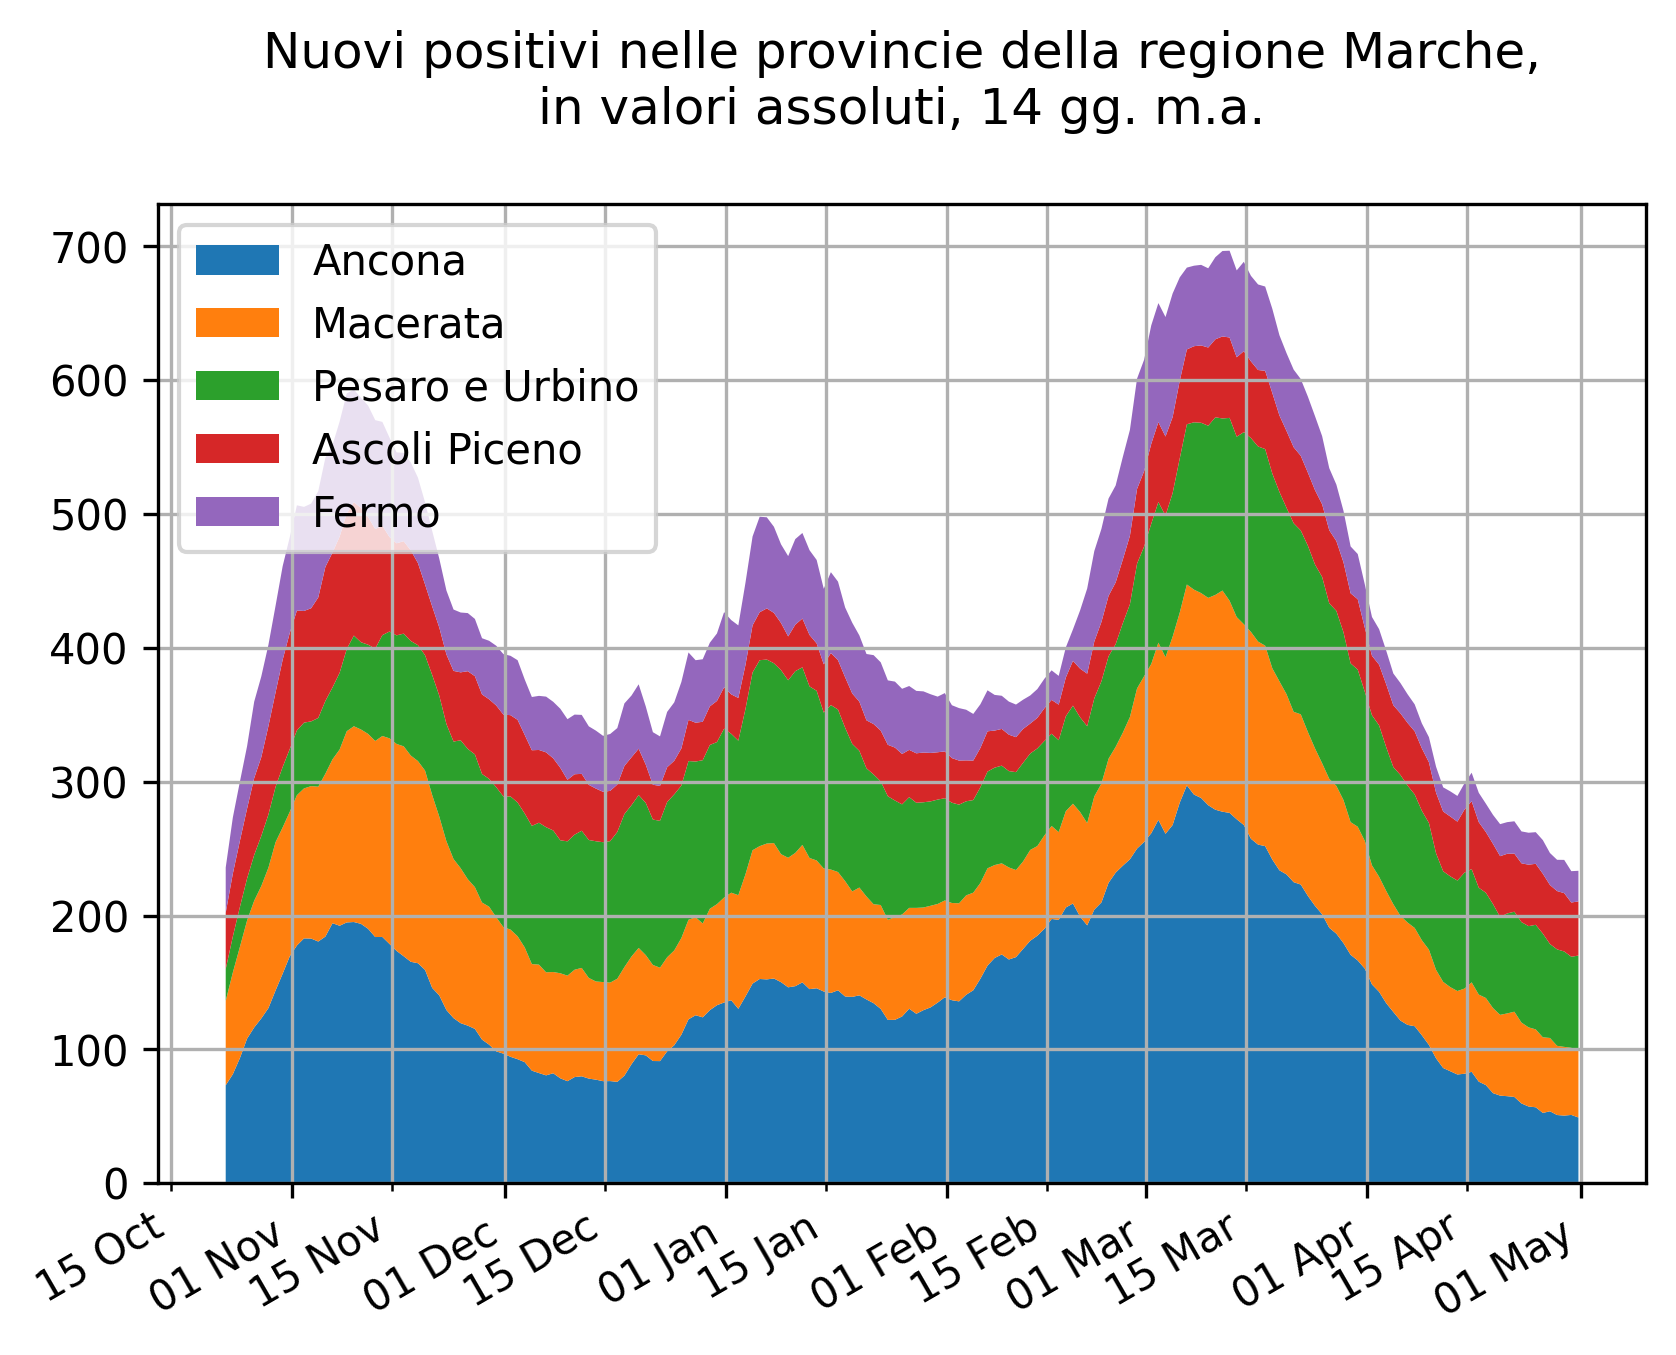 Nuovi positivi nelle provincie della regione Marche,
in valori assoluti, 14 gg. m.a.
700
600
500
400
300
200
100
0
Ancona
Macerata
Pesaro e Urbino
Ascoli Piceno
Fermo
15 Oct
01 Nov
15 Nov
01 Dec
15 Dec
01 Jan
15 Jan
01 Feb
15 Feb
01 Mar
15 Mar
01 Apr
15 Apr
01 May